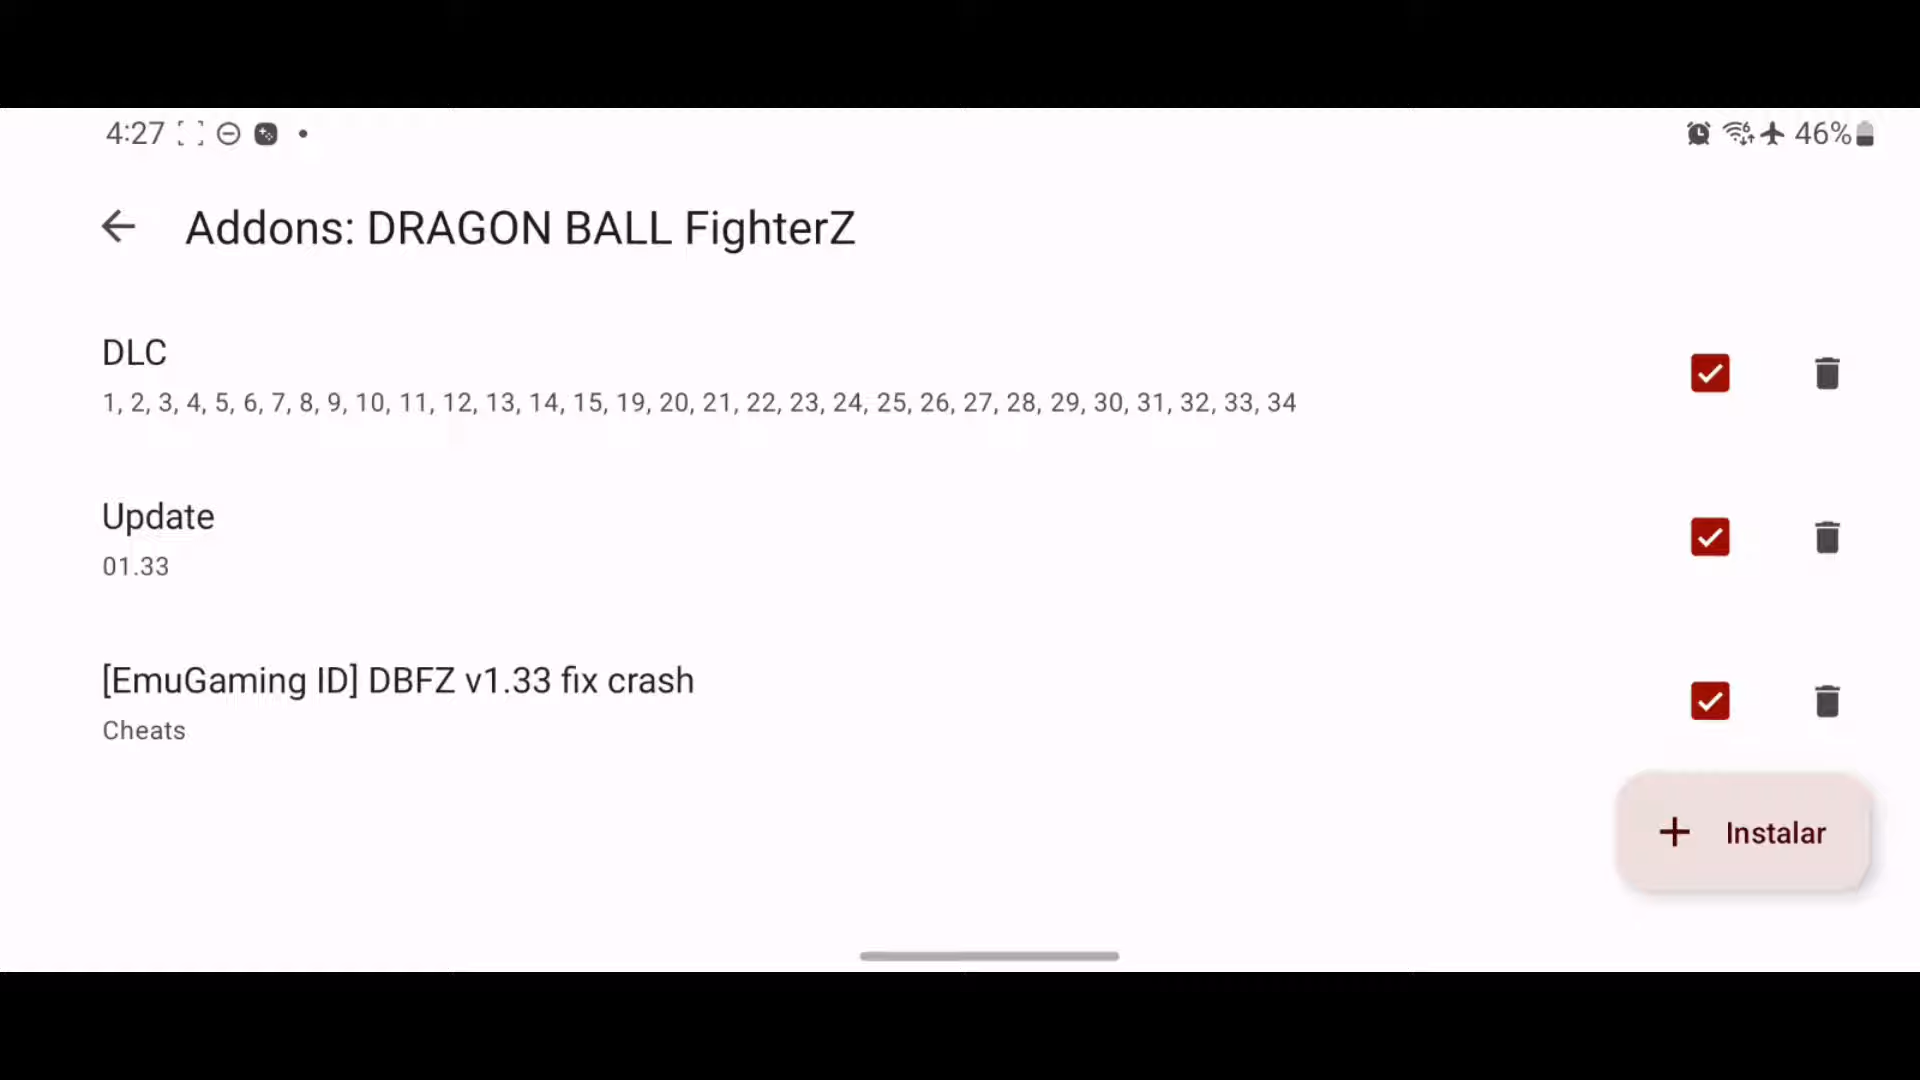 4:27 46%
Addons: DRAGON BALL FighterZ
DLC
1, 2, 3, 4, 5, 6, 7, 8, 9, 10, 11, 12, 13, 14, 15, 19, 20, 21, 22, 23, 24, 25, 26, 27, 28, 29, 30, 31, 32, 33, 34
Update
01.33
[EmuGaming ID] DBFZ v1.33 fix crash
Cheats
+ Instalar